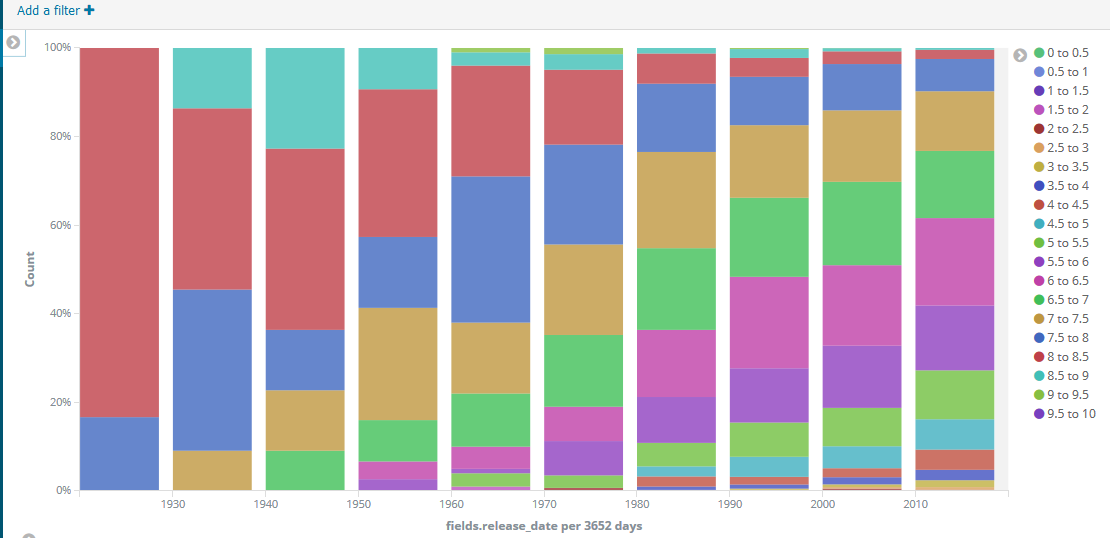 Add a filter +
100%
80%
60%
40%
20%
0%
Count
1930
1940
1950
1960
1970
1980
1990
2000
2010
fields.release_date per 3652 days
0 to 0.5
0.5 to 1
1 to 1.5
1.5 to 2
2 to 2.5
2.5 to 3
3 to 3.5
3.5 to 4
4 to 4.5
4.5 to 5
5 to 5.5
5.5 to 6
6 to 6.5
6.5 to 7
7 to 7.5
7.5 to 8
8 to 8.5
8.5 to 9
9 to 9.5
9.5 to 10